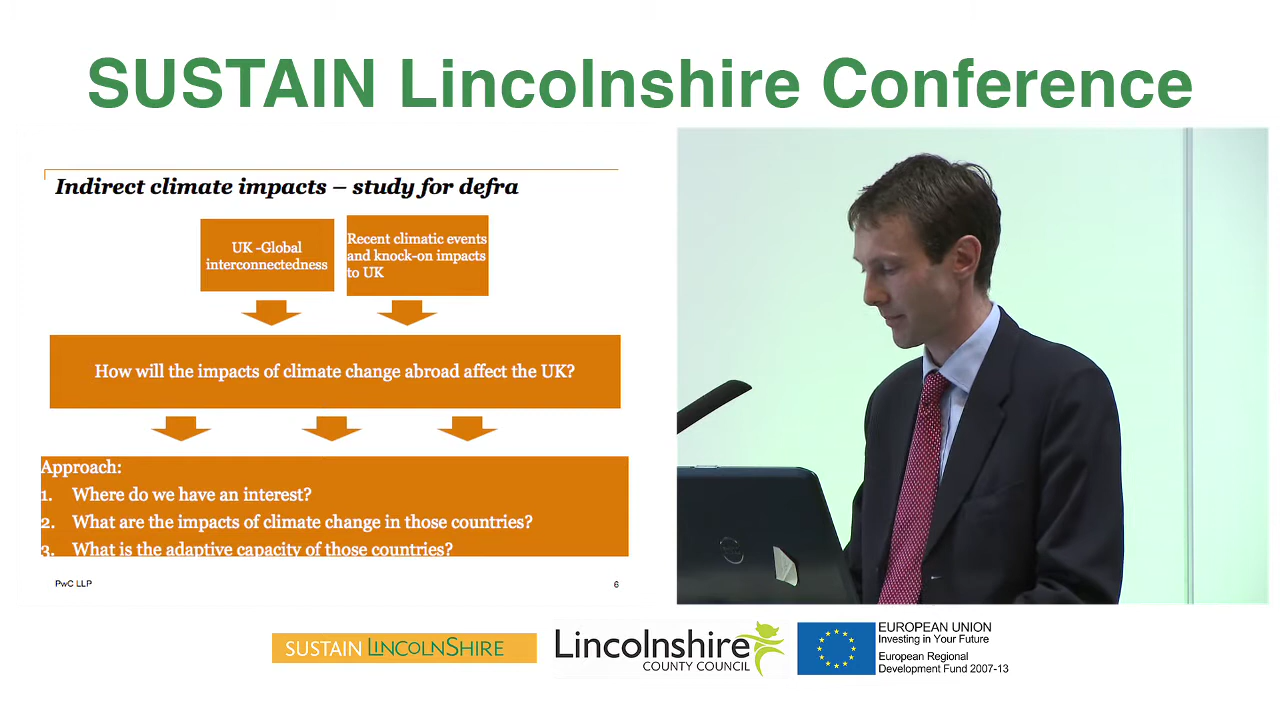 SUSTAIN Lincolnshire Conference
Indirect climate impacts – study for defra
UK -Global
interconnectedness
Recent climatic events
and knock-on impacts
to UK
How will the impacts of climate change abroad affect the UK?
Approach:
1. Where do we have an interest?
2. What are the impacts of climate change in those countries?
3. What is the adaptive capacity of those countries?
PwC LLP
6
DELL
SUSTAIN LINCOLNSHIRE
Lincolnshire
COUNTY COUNCIL
EUROPEAN UNION
Investing in Your Future
European Regional
Development Fund 2007-13